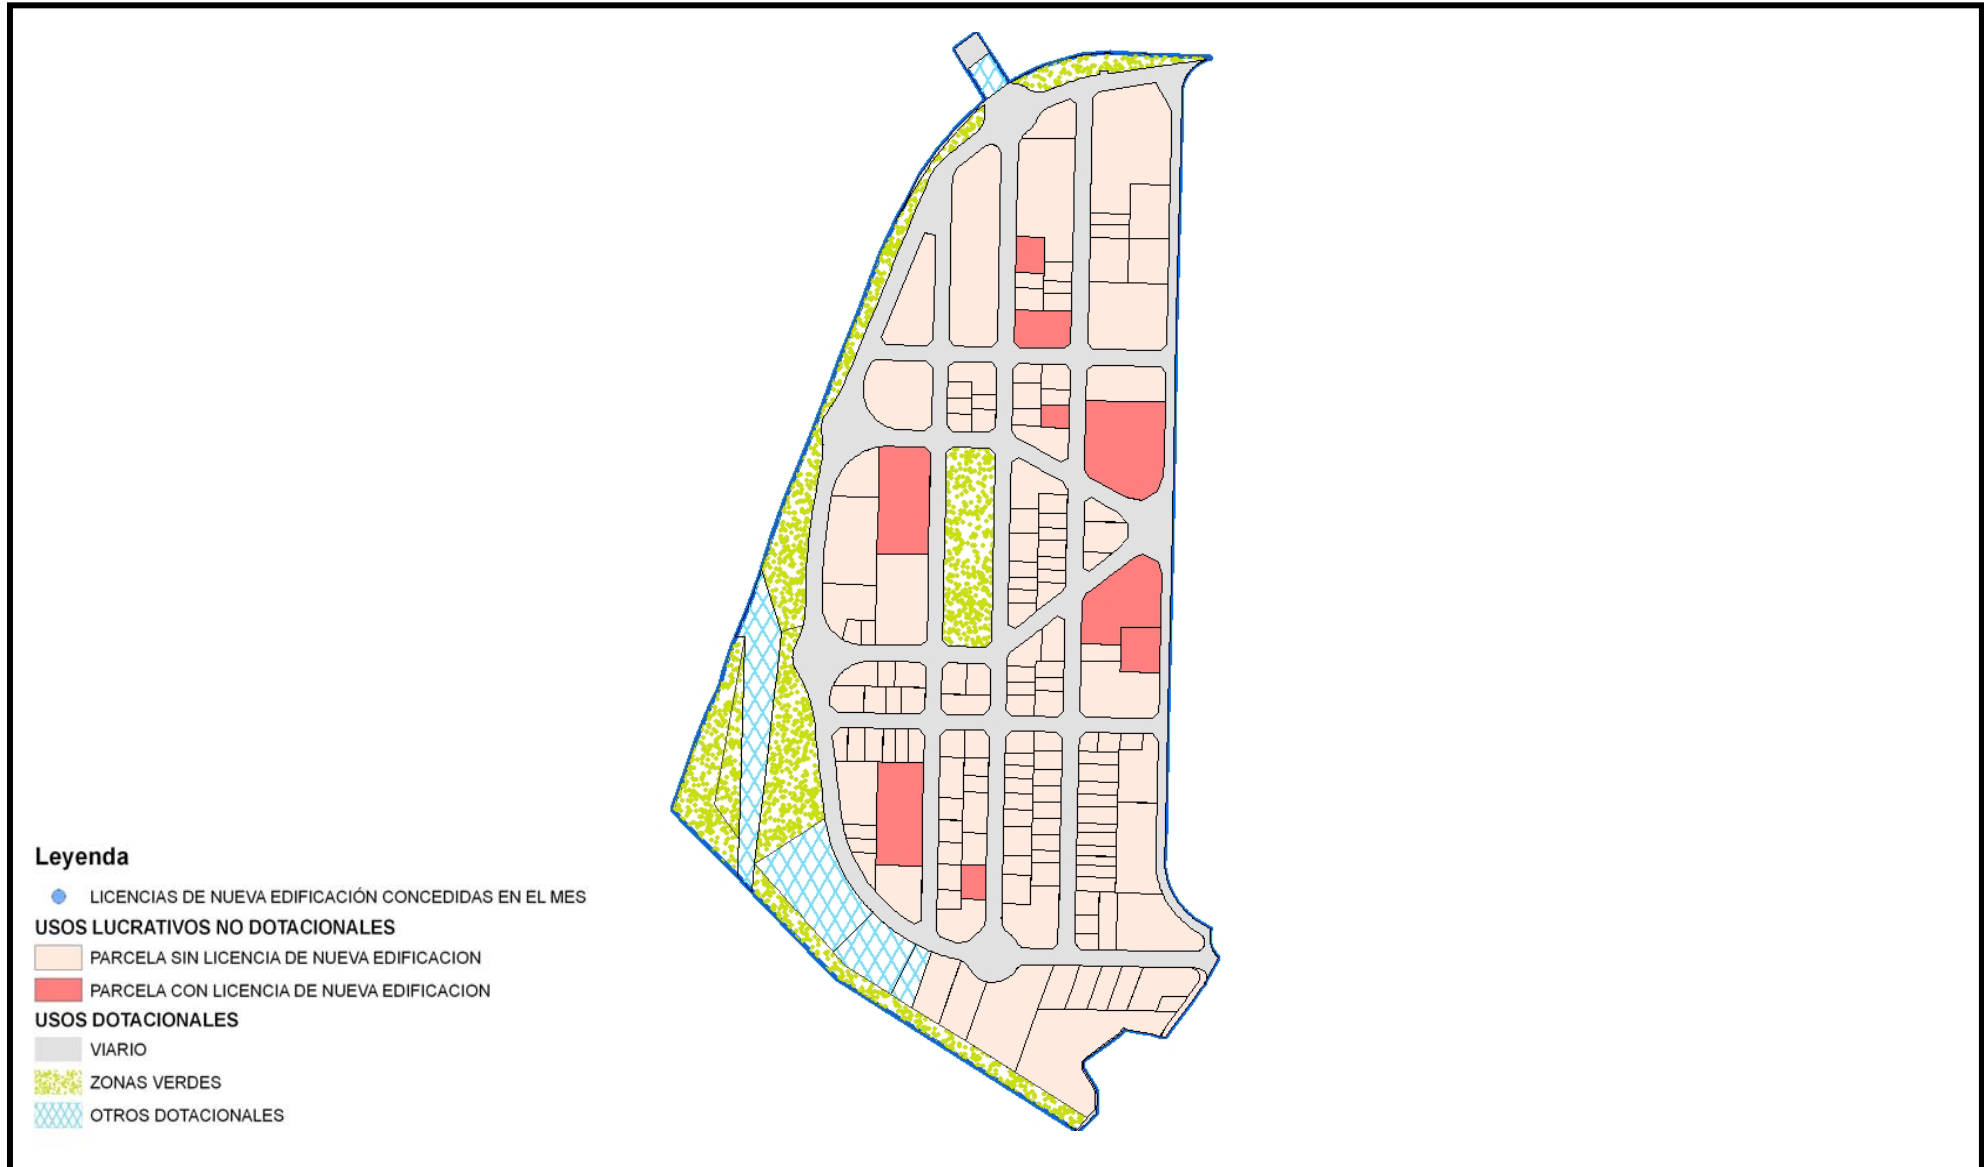 Leyenda
LICENCIAS DE NUEVA EDIFICACIÓN CONCEDIDAS EN EL MES
USOS LUCRATIVOS NO DOTACIONALES
PARCELA SIN LICENCIA DE NUEVA EDIFICACION
PARCELA CON LICENCIA DE NUEVA EDIFICACION
USOS DOTACIONALES
VIARIO
ZONAS VERDES
OTROS DOTACIONALES